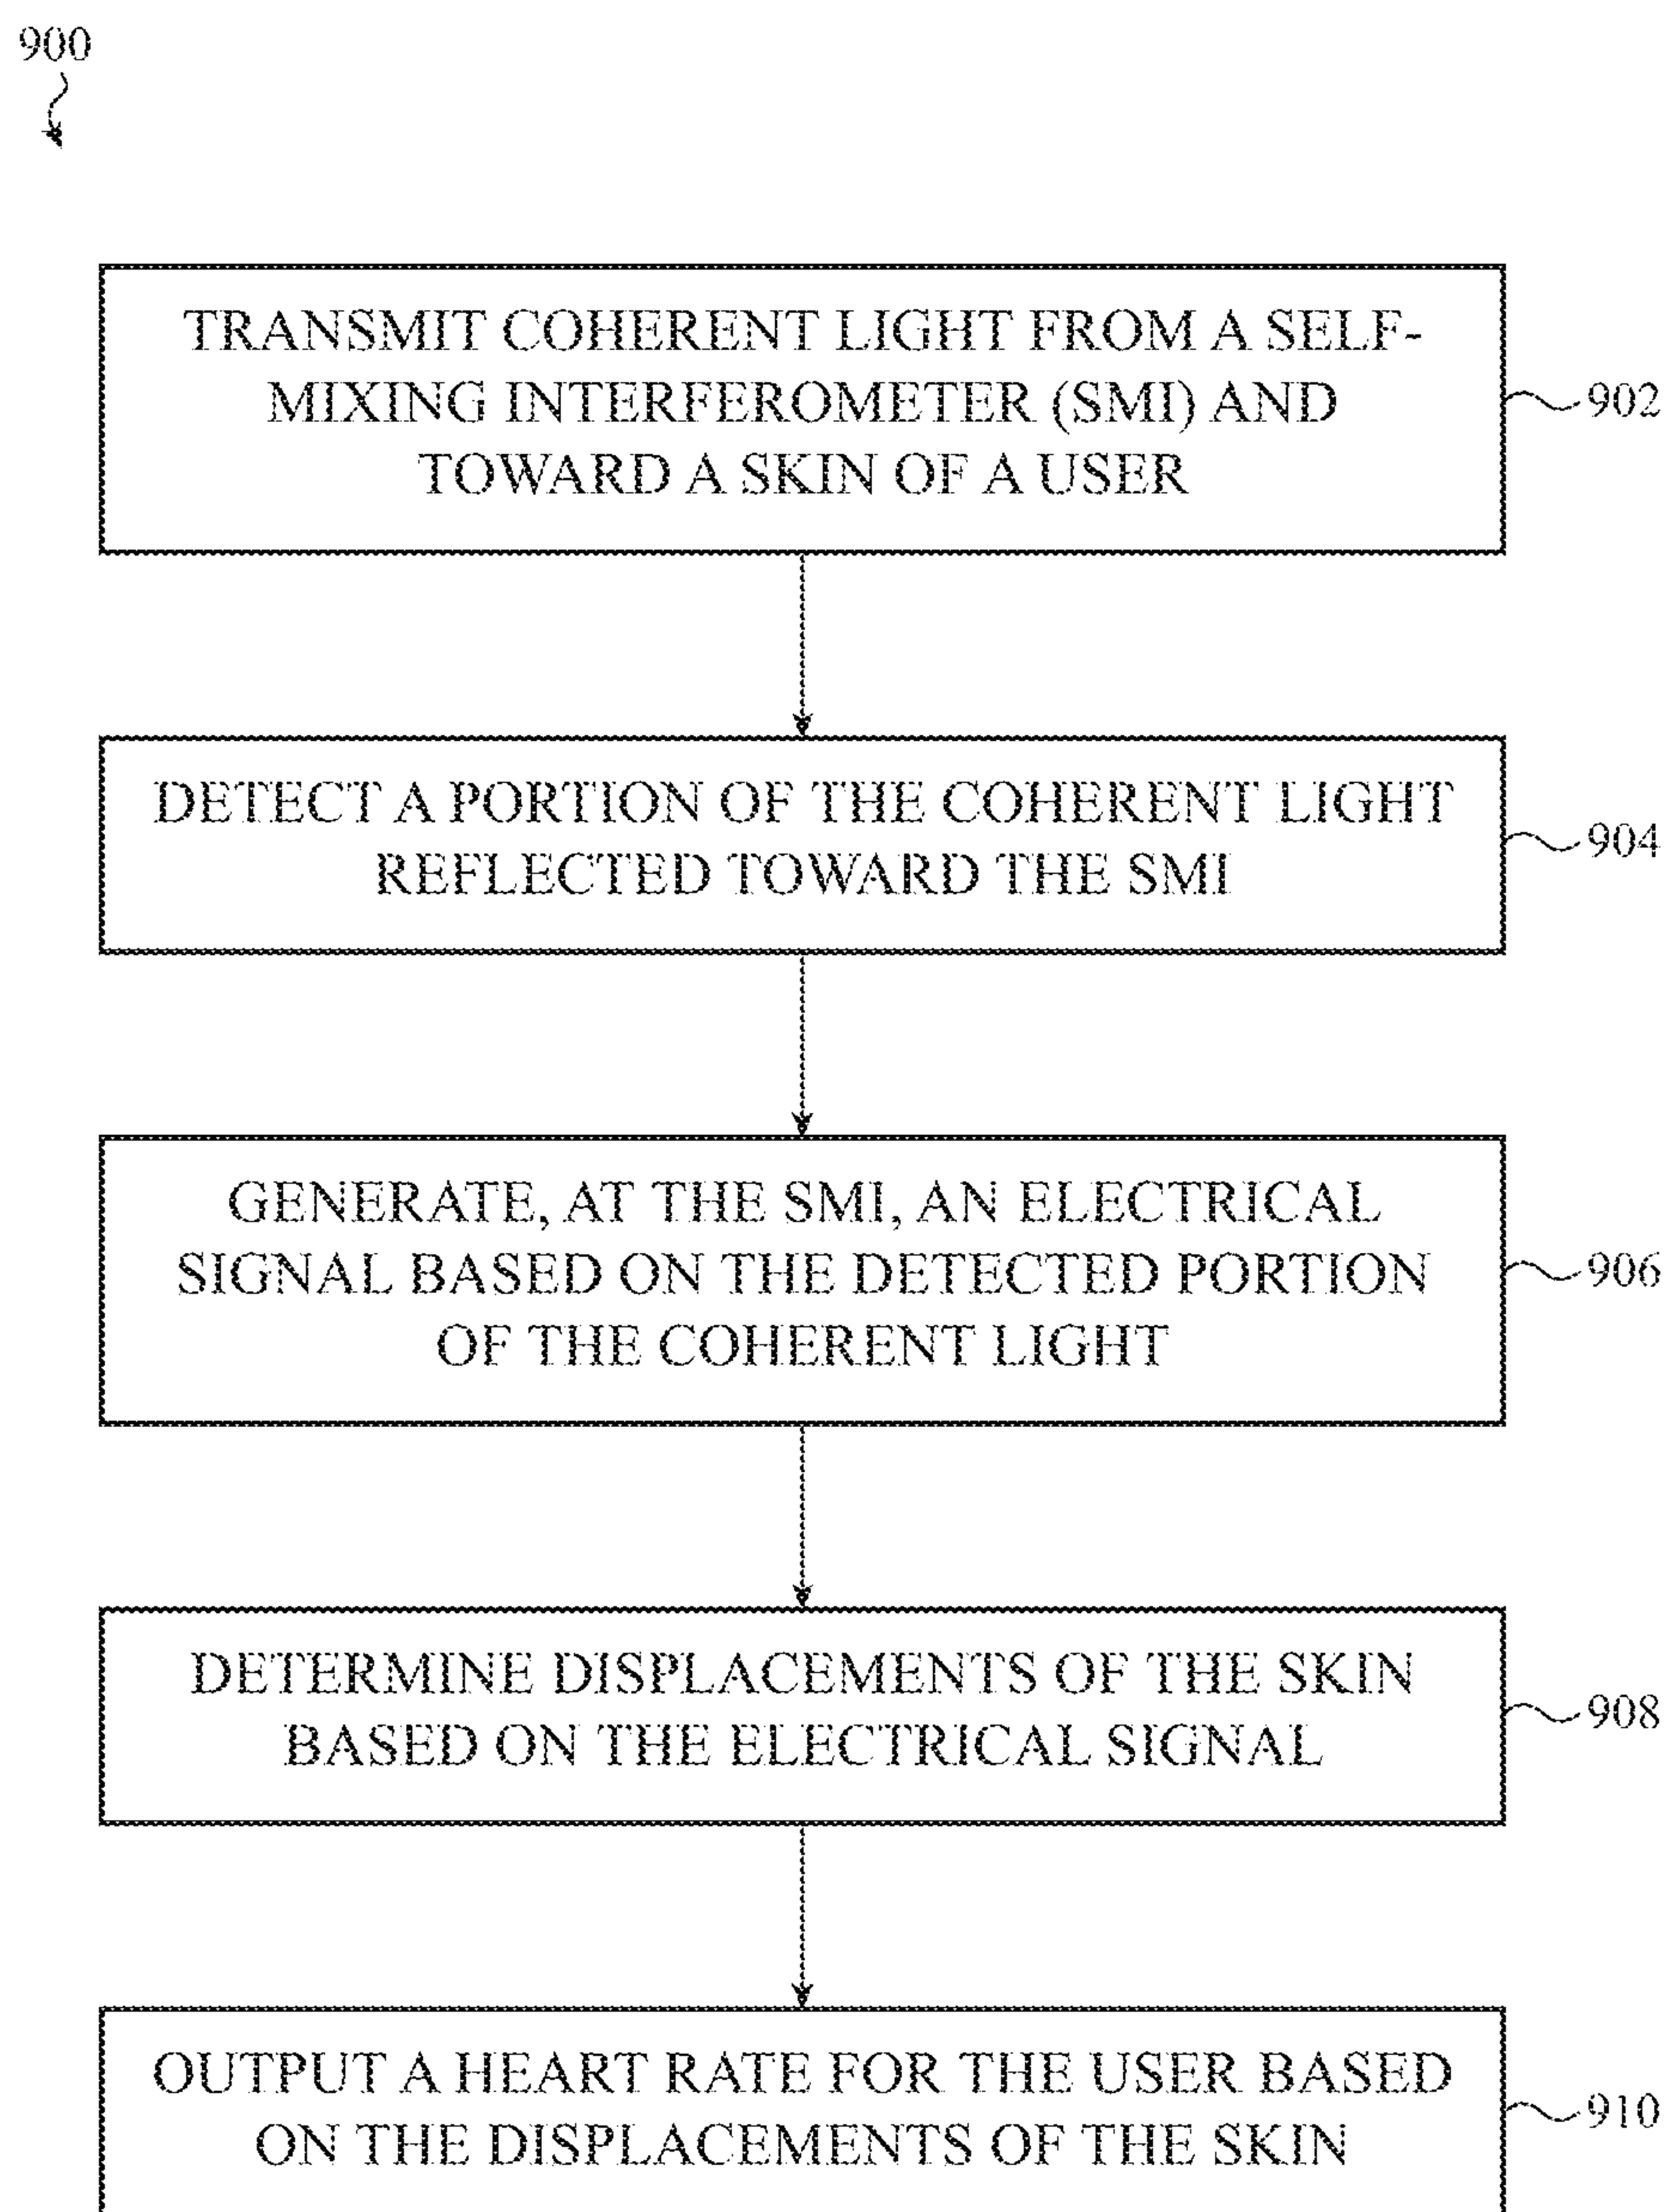 900
TRANSMIT COHERENT LIGHT FROM A SELF-
MIXING INTERFEROMETER (SMI) AND
TOWARD A SKIN OF A USER
902
DETECT A PORTION OF THE COHERENT LIGHT
REFLECTED TOWARD THE SMI
904
GENERATE, AT THE SMI, AN ELECTRICAL
SIGNAL BASED ON THE DETECTED PORTION
OF THE COHERENT LIGHT
906
DETERMINE DISPLACEMENTS OF THE SKIN
BASED ON THE ELECTRICAL SIGNAL
908
OUTPUT A HEART RATE FOR THE USER BASED
ON THE DISPLACEMENTS OF THE SKIN
910